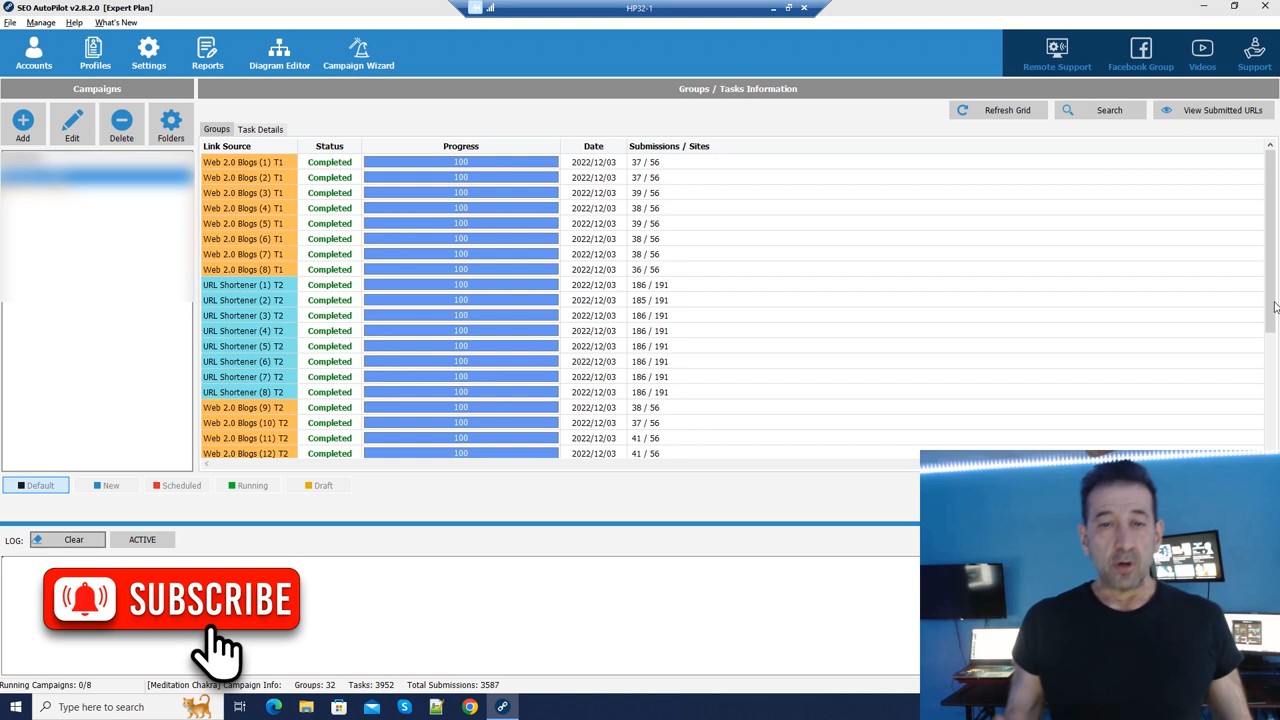 SEO AutoPilot v2.8.2.0 [Expert Plan]
HP32-1
File Manage Help What's New
Accounts Profiles Settings Reports Diagram Editor Campaign Wizard
Remote Support Facebook Group Videos Support
Campaigns
Groups / Tasks Information
Add Edit Delete Folders
Refresh Grid Search View Submitted URLs
Groups Task Details
Link Source Status Progress Date Submissions / Sites
Web 2.0 Blogs (1) T1 Completed 100 2022/12/03 37 / 56
Web 2.0 Blogs (2) T1 Completed 100 2022/12/03 37 / 56
Web 2.0 Blogs (3) T1 Completed 100 2022/12/03 39 / 56
Web 2.0 Blogs (4) T1 Completed 100 2022/12/03 38 / 56
Web 2.0 Blogs (5) T1 Completed 100 2022/12/03 39 / 56
Web 2.0 Blogs (6) T1 Completed 100 2022/12/03 38 / 56
Web 2.0 Blogs (7) T1 Completed 100 2022/12/03 38 / 56
Web 2.0 Blogs (8) T1 Completed 100 2022/12/03 36 / 56
URL Shortener (1) T2 Completed 100 2022/12/03 186 / 191
URL Shortener (2) T2 Completed 100 2022/12/03 185 / 191
URL Shortener (3) T2 Completed 100 2022/12/03 186 / 191
URL Shortener (4) T2 Completed 100 2022/12/03 186 / 191
URL Shortener (5) T2 Completed 100 2022/12/03 186 / 191
URL Shortener (6) T2 Completed 100 2022/12/03 186 / 191
URL Shortener (7) T2 Completed 100 2022/12/03 186 / 191
URL Shortener (8) T2 Completed 100 2022/12/03 186 / 191
Web 2.0 Blogs (9) T2 Completed 100 2022/12/03 38 / 56
Web 2.0 Blogs (10) T2 Completed 100 2022/12/03 37 / 56
Web 2.0 Blogs (11) T2 Completed 100 2022/12/03 41 / 56
Web 2.0 Blogs (12) T2 Completed 100 2022/12/03 41 / 56
Default New Scheduled Running Draft
LOG: Clear ACTIVE
SUBSCRIBE
Running Campaigns: 0/8 [Meditation Chakra] Campaign Info: Groups: 32 Tasks: 3952 Total Submissions: 3587
Type here to search